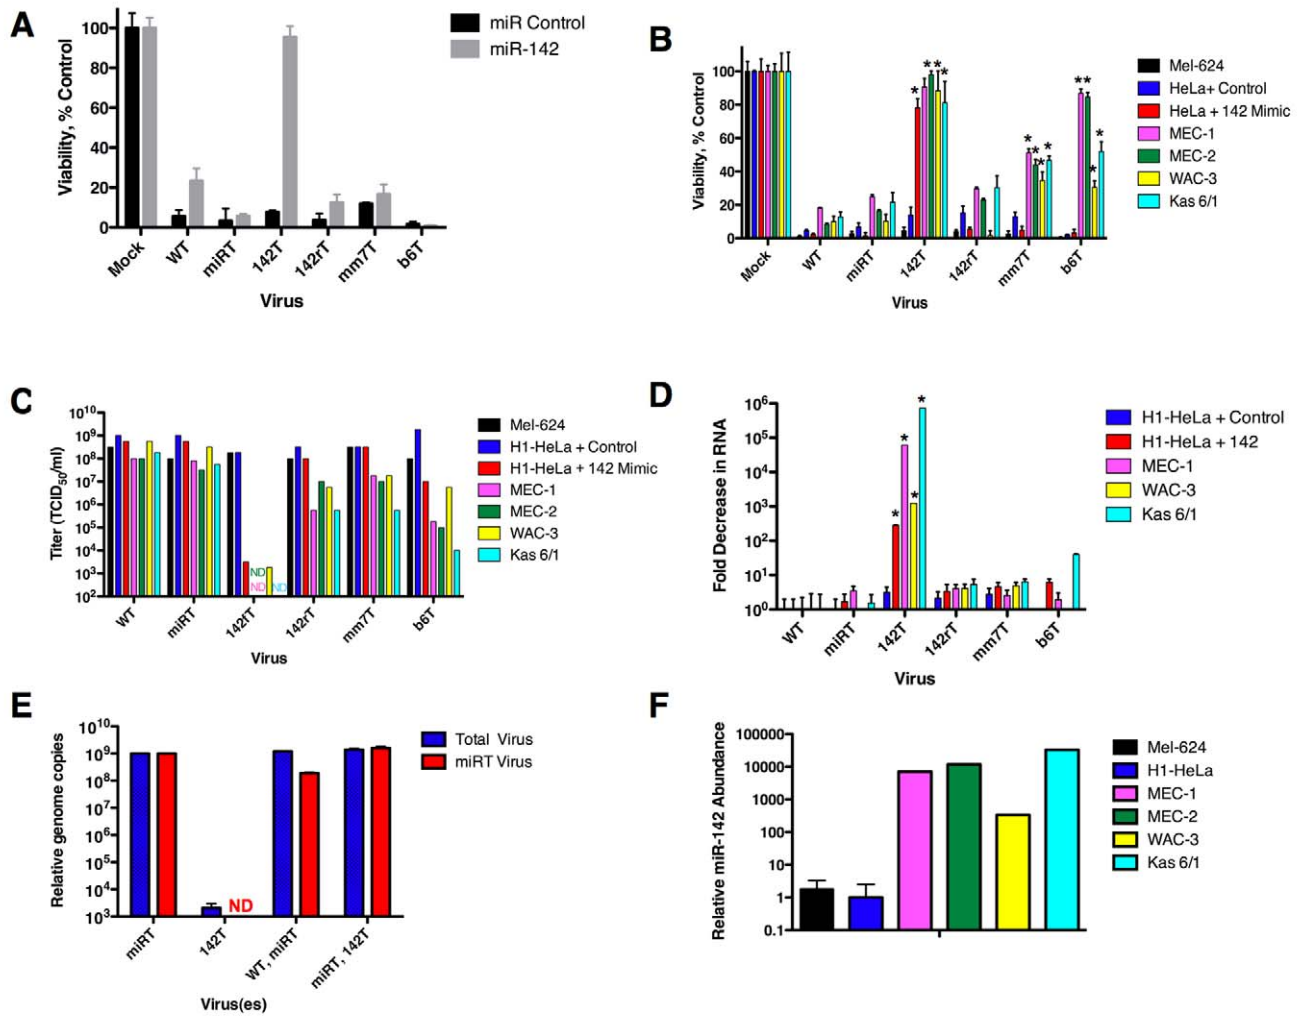 A
Viability, % Control
100
80
60
40
20
0
Mock
WT
miRT
142T
142rT
mm7T
b6T
Virus
miR Control
miR-142
B
Viability, % Control
100
80
60
40
20
0
*
* *
*
*
*
*
*
* *
*
*
Mock
WT
miRT
142T
142rT
mm7T
b6T
Virus
Mel-624
HeLa+ Control
HeLa + 142 Mimic
MEC-1
MEC-2
WAC-3
Kas 6/1
C
Titer (TCID50/ml)
10^10
10^9
10^8
10^7
10^6
10^5
10^4
10^3
10^2
ND
ND
ND
WT
miRT
142rT
142rT
mm7T
b6T
Virus
Mel-624
H1-HeLa + Control
H1-HeLa + 142 Mimic
MEC-1
MEC-2
WAC-3
Kas 6/1
D
Fold Decrease in RNA
10^6
10^5
10^4
10^3
10^2
10^1
10^0
*
*
*
*
WT
miRT
142T
142rT
mm7T
b6T
Virus
H1-HeLa + Control
H1-HeLa + 142
MEC-1
WAC-3
Kas 6/1
E
Relative genome copies
10^10
10^9
10^8
10^7
10^6
10^5
10^4
10^3
ND
miRT
142T
WT, miRT
miRT, 142T
Virus(es)
Total Virus
miRT Virus
F
Relative miR-142 Abundance
100000
10000
1000
100
10
1
0.1
Mel-624
H1-HeLa
MEC-1
MEC-2
WAC-3
Kas 6/1